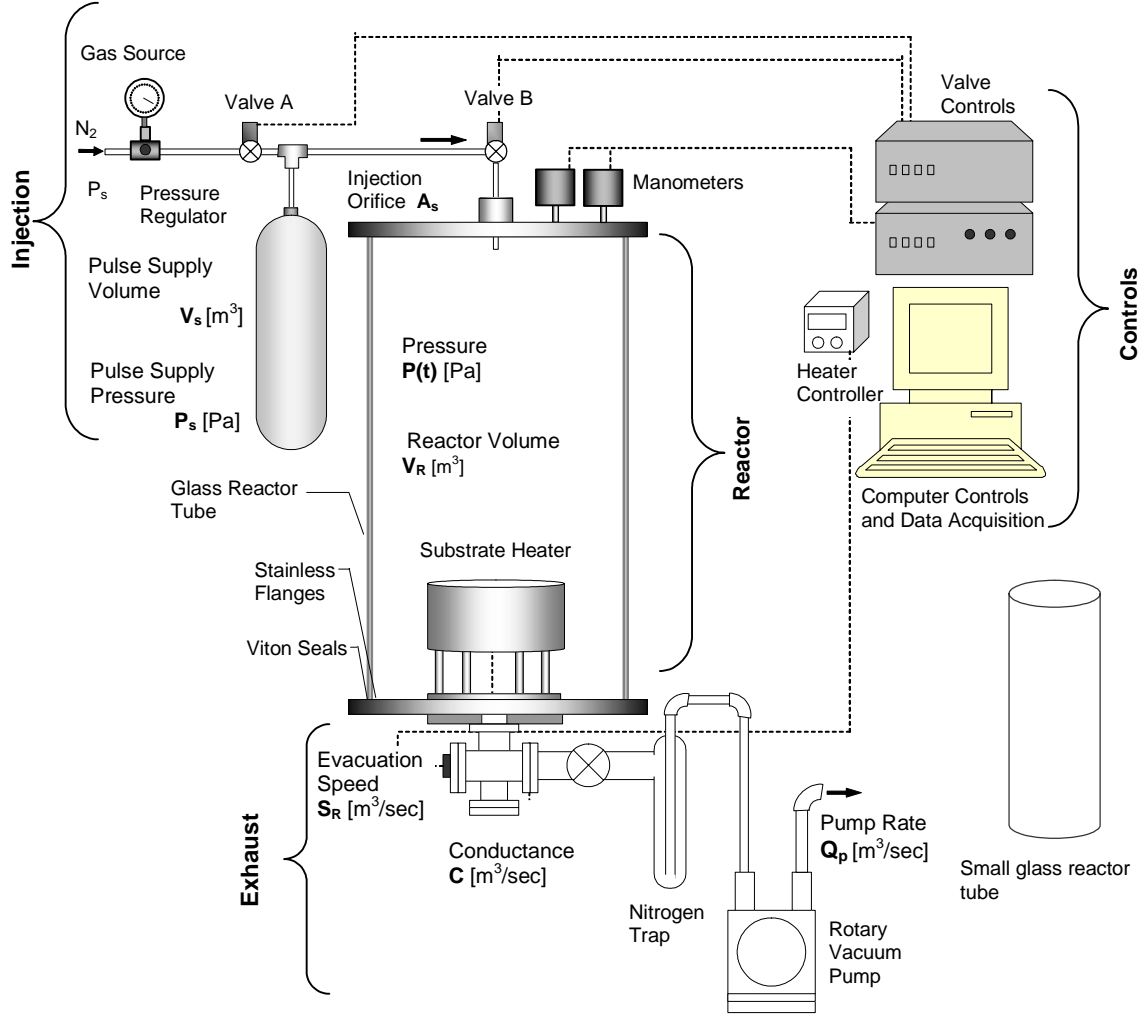 Gas Source
Valve A
Valve B
Valve
Controls
N2
Ps
Pressure
Regulator
Injection
Orifice As
Manometers
Injection
Pulse Supply
Volume
Vs [m3]
Pulse Supply
Pressure
Ps [Pa]
Pressure
P(t) [Pa]
Reactor Volume
VR [m3]
Reactor
Heater
Controller
Controls
Computer Controls
and Data Acquisition
Glass Reactor
Tube
Substrate Heater
Stainless
Flanges
Viton Seals
Exhaust
Evacuation
Speed
SR [m3/sec]
Conductance
C [m3/sec]
Nitrogen
Trap
Pump Rate
Qp [m3/sec]
Rotary
Vacuum
Pump
Small glass reactor
tube